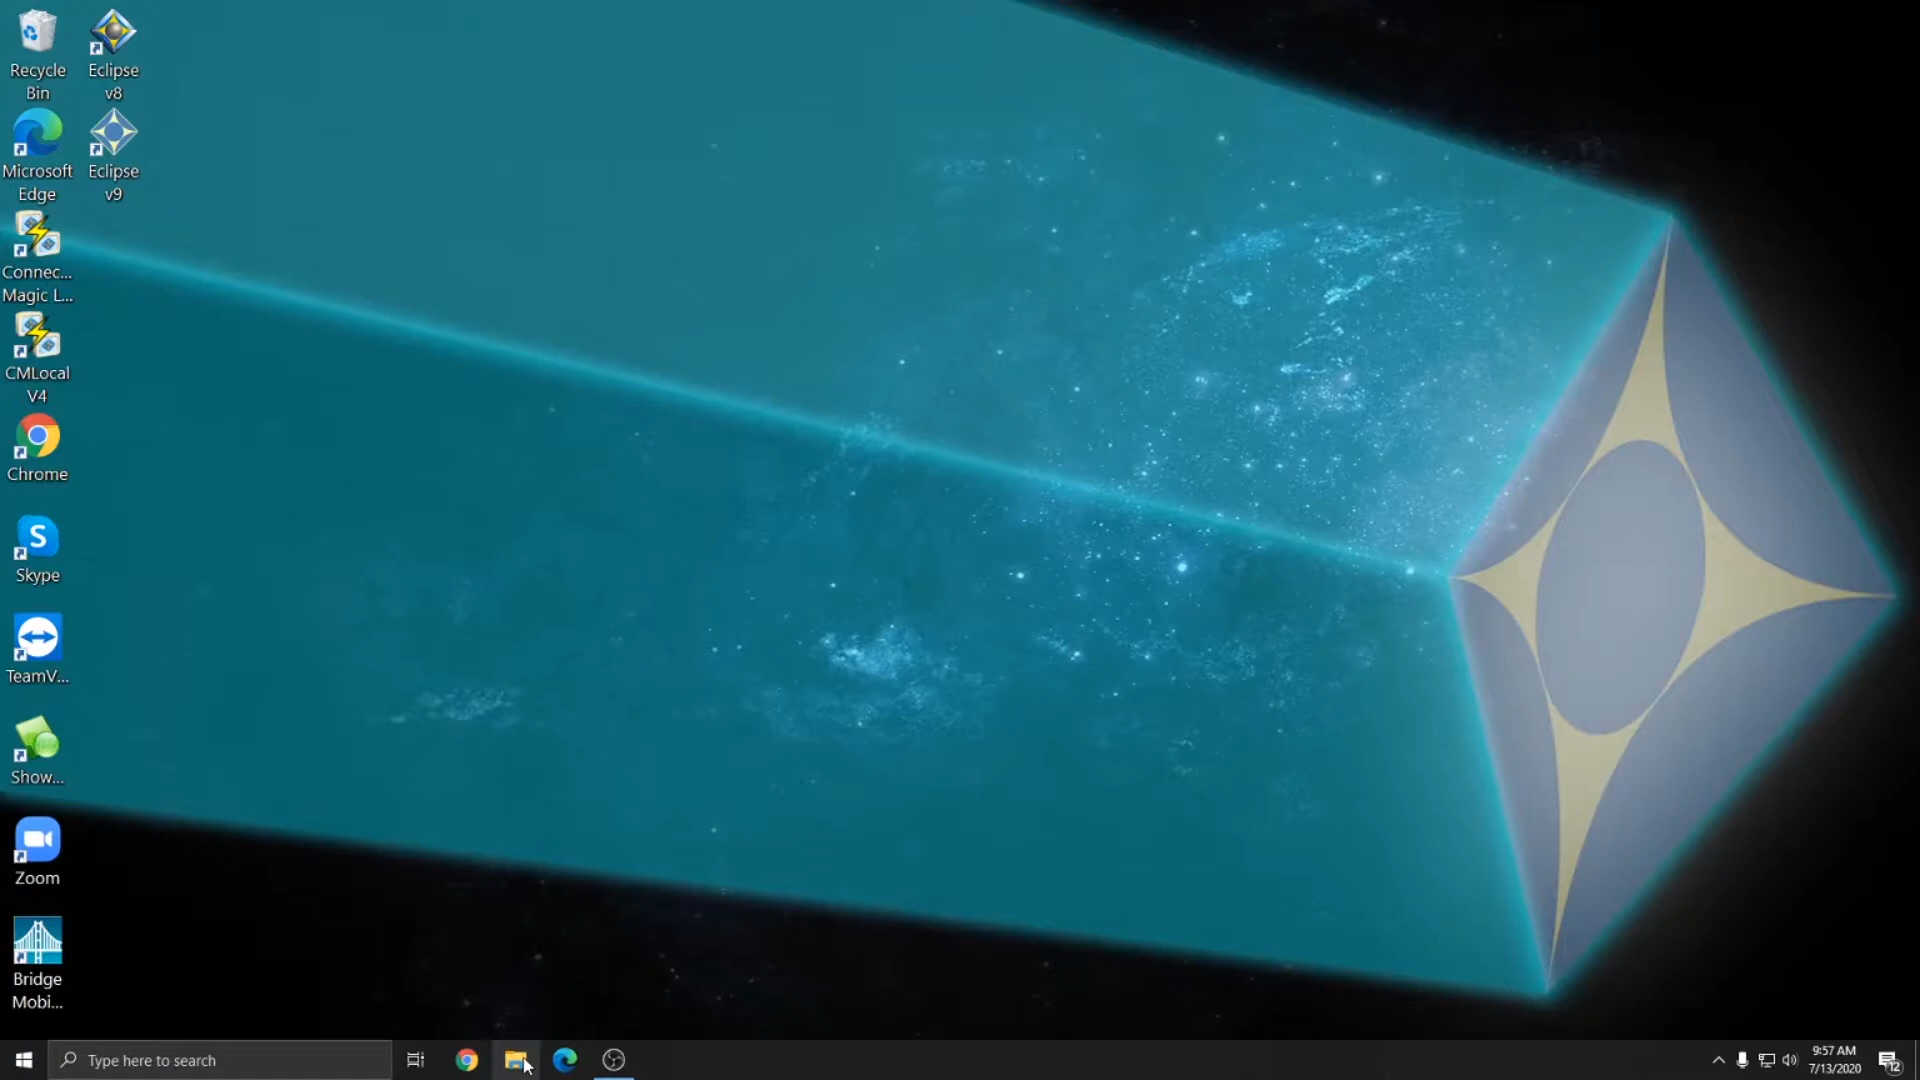 Recycle
Bin
Eclipse
v8
Microsoft
Edge
Eclipse
v9
Connec...
Magic L...
CMLocal
V4
Chrome
S
Skype
TeamV...
Show...
Zoom
Bridge
Mobi...
Type here to search
9:57 AM
7/13/2020
12